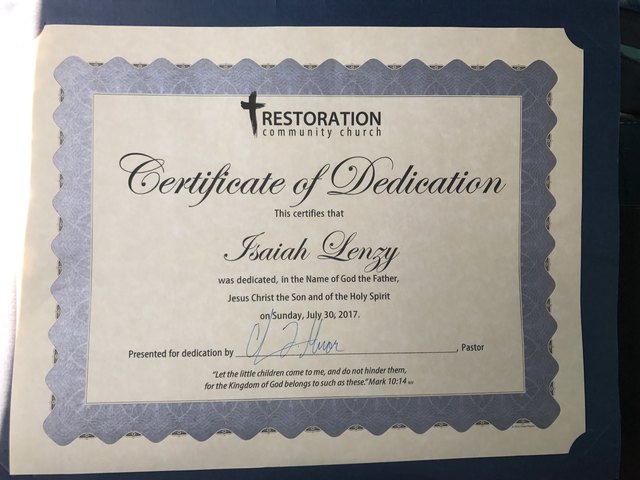 RESTORATION
community church
Certificate of Dedication
This certifies that
Isaiah Lenzy
was dedicated, in the Name of God the Father,
Jesus Christ the Son and of the Holy Spirit
on Sunday, July 30, 2017.
Presented for dedication by , Pastor
"Let the little children come to me, and do not hinder them,
for the Kingdom of God belongs to such as these." Mark 10:14 NIV